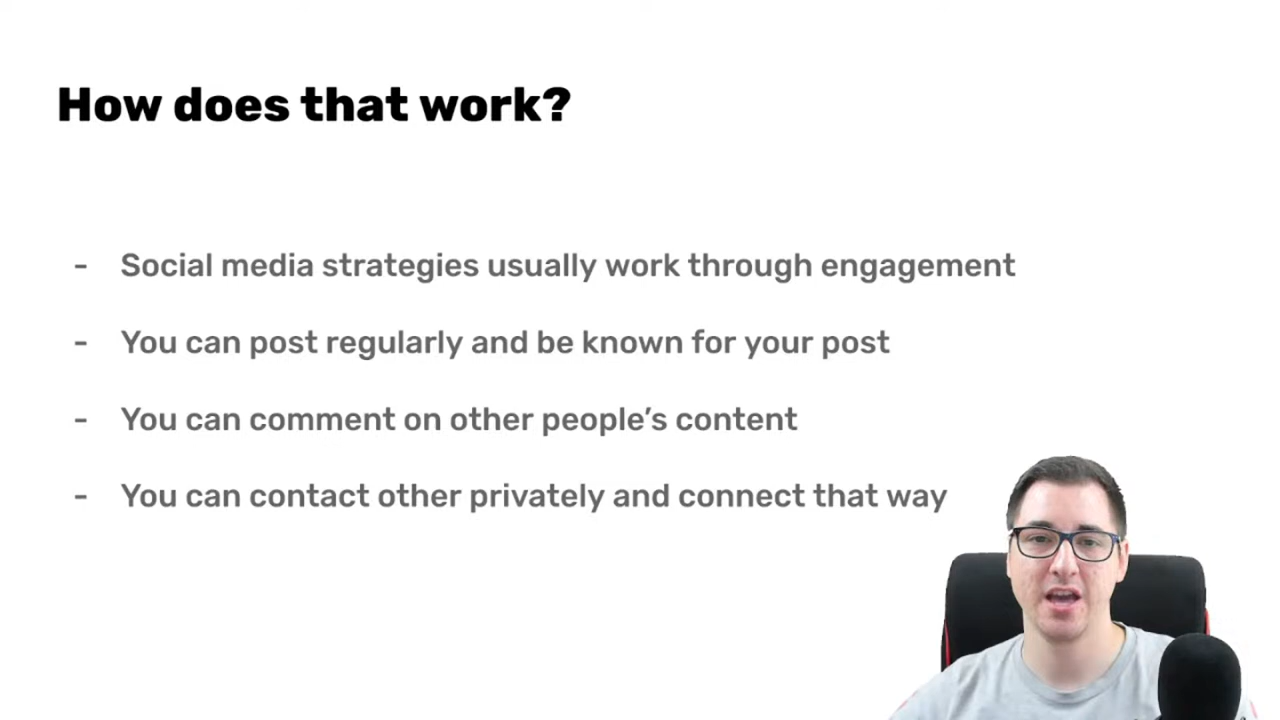 How does that work?
- Social media strategies usually work through engagement
- You can post regularly and be known for your post
- You can comment on other people’s content
- You can contact other privately and connect that way